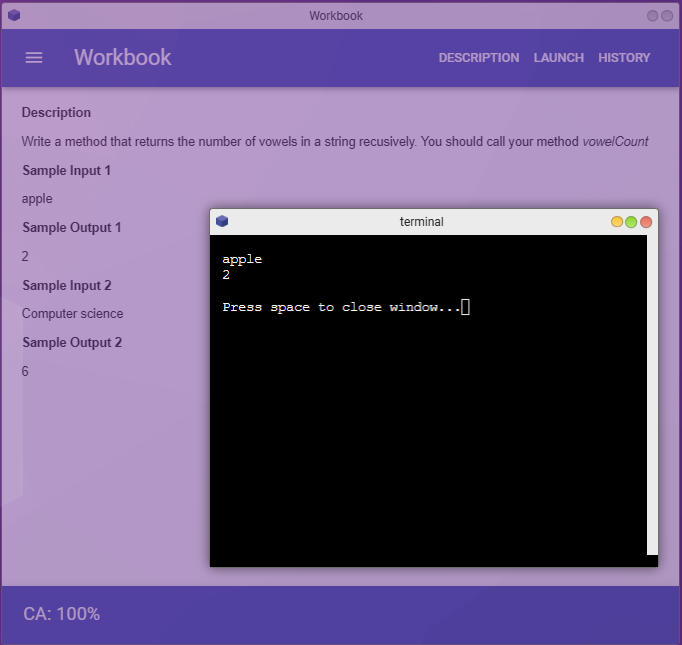 Workbook
Workbook DESCRIPTION LAUNCH HISTORY
Description
Write a method that returns the number of vowels in a string recusively. You should call your method vowelCount
Sample Input 1
apple
Sample Output 1
2
Sample Input 2
Computer science
Sample Output 2
6
terminal
apple
2
Press space to close window...
CA: 100%